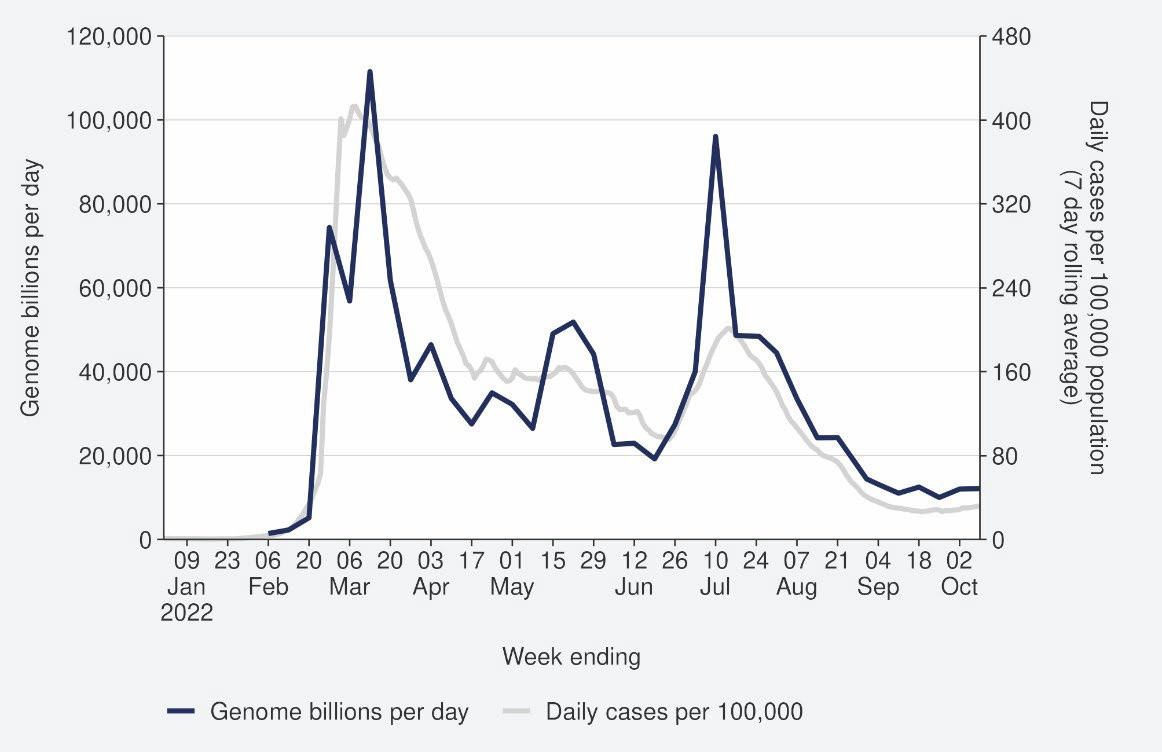 120,000
100,000
80,000
60,000
40,000
20,000
0
Genome billions per day
480
400
320
240
160
80
0
Daily cases per 100,000 population
(7 day rolling average)
09 23 06 20 06 20 03 17 01 15 29 12 26 10 24 07 21 04 18 02
Jan Feb Mar Apr May Jun Jul Aug Sep Oct
2022
Week ending
Genome billions per day Daily cases per 100,000